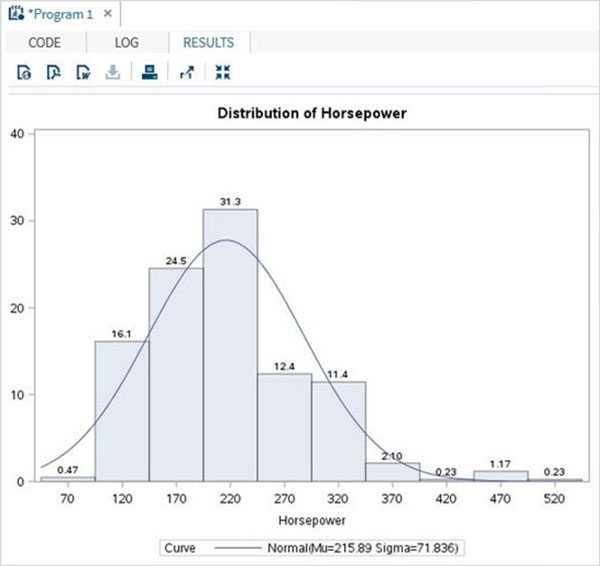 *Program 1 ×
CODE LOG RESULTS
Distribution of Horsepower
40
30
20
10
0
0.47 16.1 24.5 31.3 12.4 11.4 2.10 0.23 1.17 0.23
70 120 170 220 270 320 370 420 470 520
Horsepower
Curve Normal(Mu=215.89 Sigma=71.836)